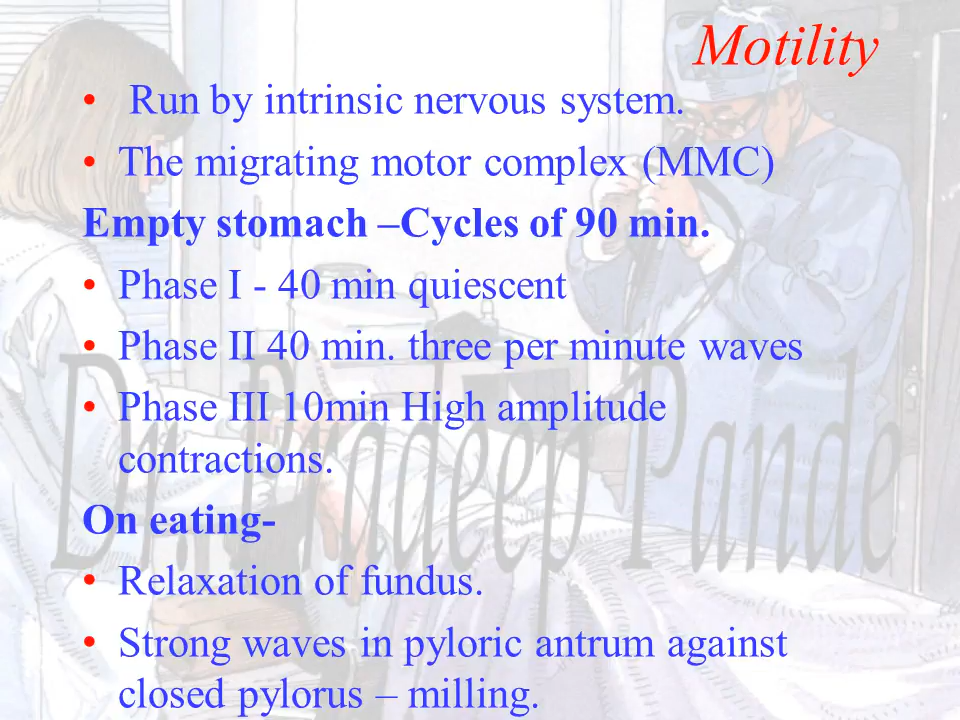 Motility
• Run by intrinsic nervous system.
• The migrating motor complex (MMC)
Empty stomach –Cycles of 90 min.
• Phase I - 40 min quiescent
• Phase II 40 min. three per minute waves
• Phase III 10min High amplitude
contractions.
On eating-
• Relaxation of fundus.
• Strong waves in pyloric antrum against
closed pylorus – milling.
Dr. Pradeep Pande